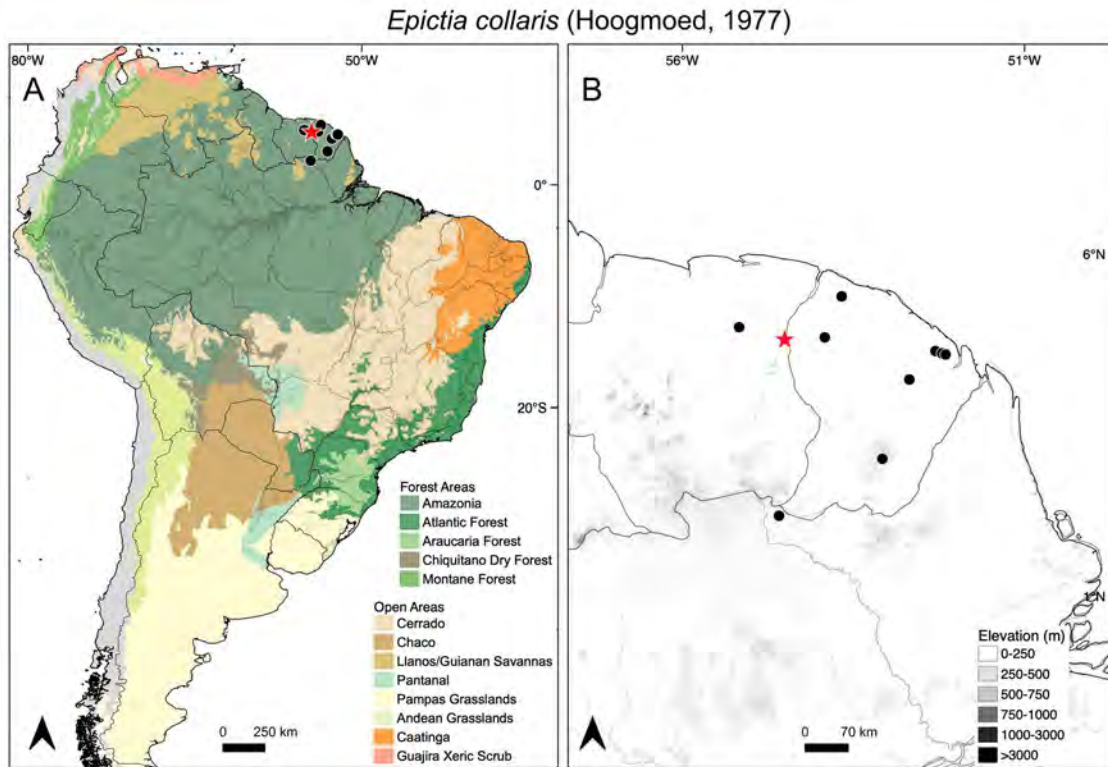 Epictia collaris (Hoogmoed, 1977)
80°W
50°W
A
0°
20°S
Forest Areas
Amazonia
Atlantic Forest
Araucaria Forest
Chiquitano Dry Forest
Montane Forest
Open Areas
Cerrado
Chaco
Llanos/Guianan Savannas
Pantanal
Pampas Grasslands
Andean Grasslands
Caatinga
Guajira Xeric Scrub
0 250 km
B
56°W
51°W
6°N
1°N
Elevation (m)
0-250
250-500
500-750
750-1000
1000-3000
>3000
0 70 km